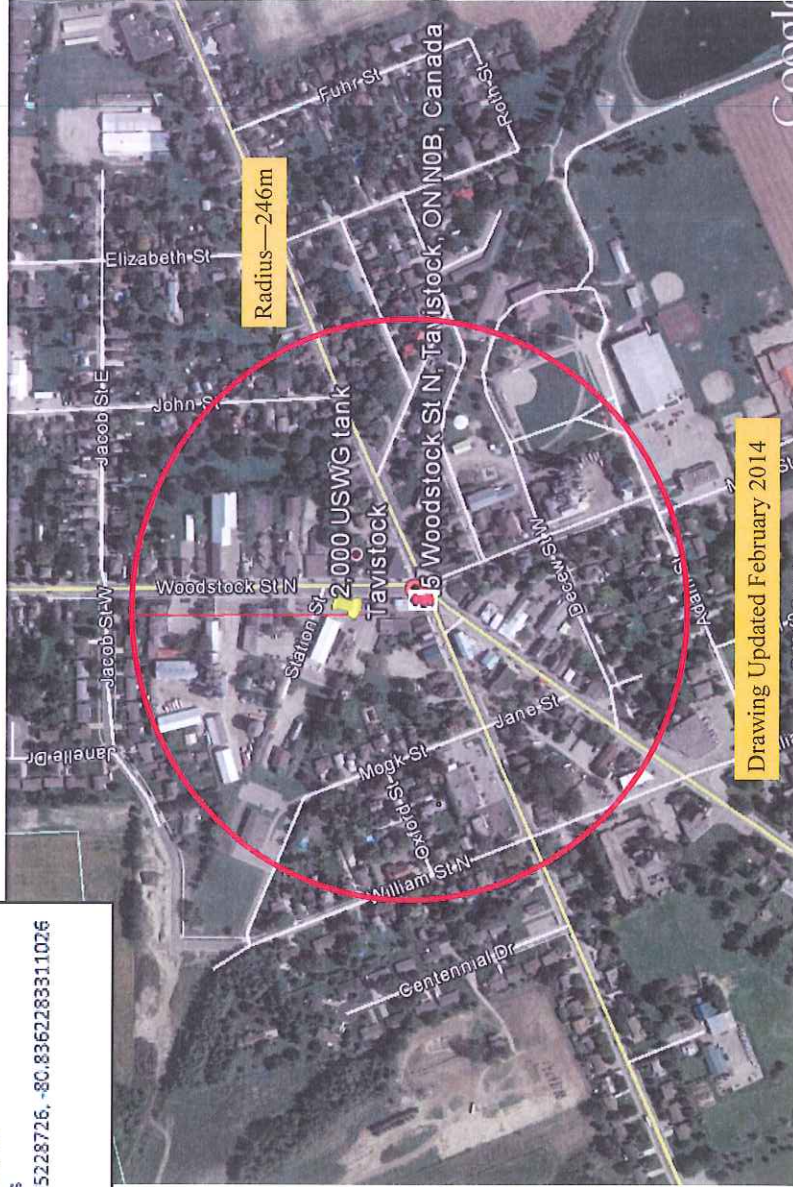 5228726, -80.8362283311026
Fuhr St
Roth St
Radius—246m
Elizabeth St
Jacob St E
John St
2,000 USWG tank
Tavistock
Woodstock St N, Tavistock, ON N0B, Canada
Woodstock St N
Jacob St W
Station St
Janelle Dr
Mogk St
Jane St
Oxford St
William St N
Decew St W
Adam St
Centennial Dr
Drawing Updated February 2014